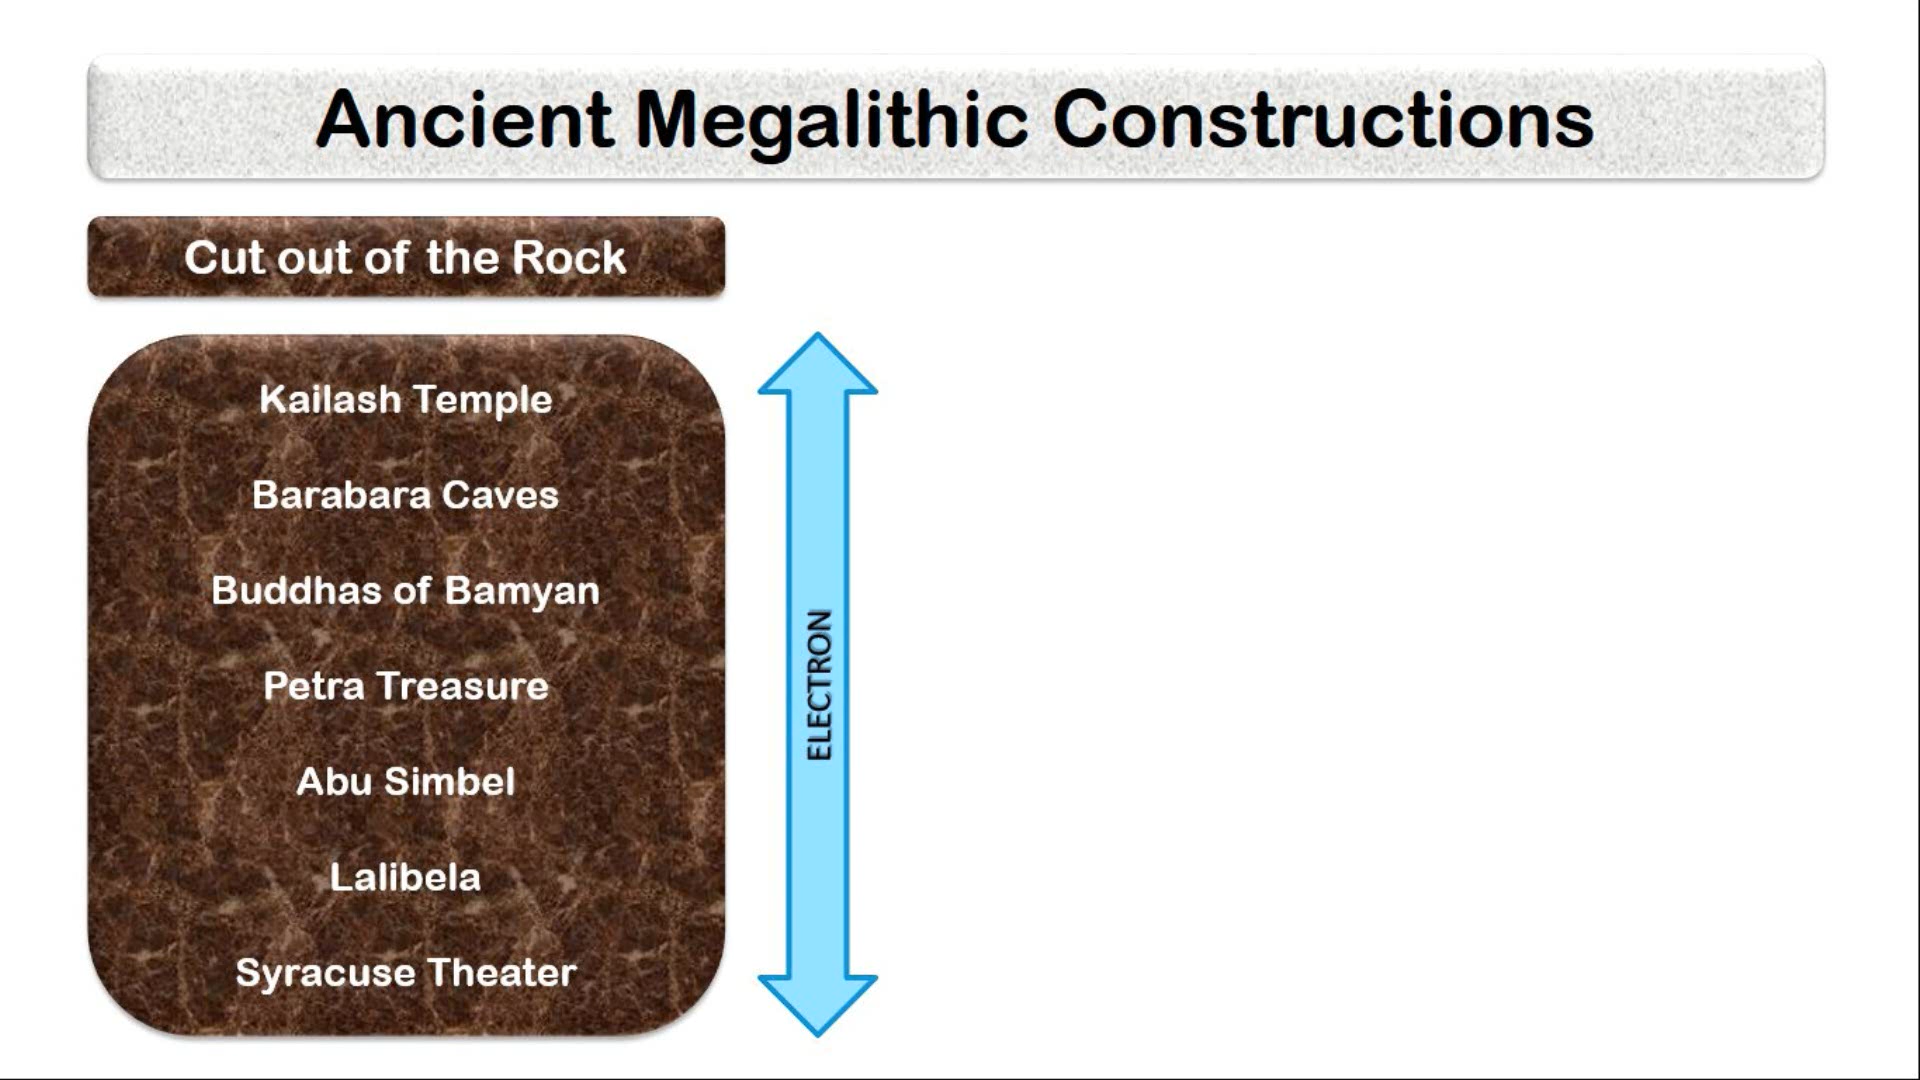 Ancient Megalithic Constructions
Cut out of the Rock
Kailash Temple
Barabara Caves
Buddhas of Bamyan
Petra Treasure
Abu Simbel
Lalibela
Syracuse Theater
ELECTRON